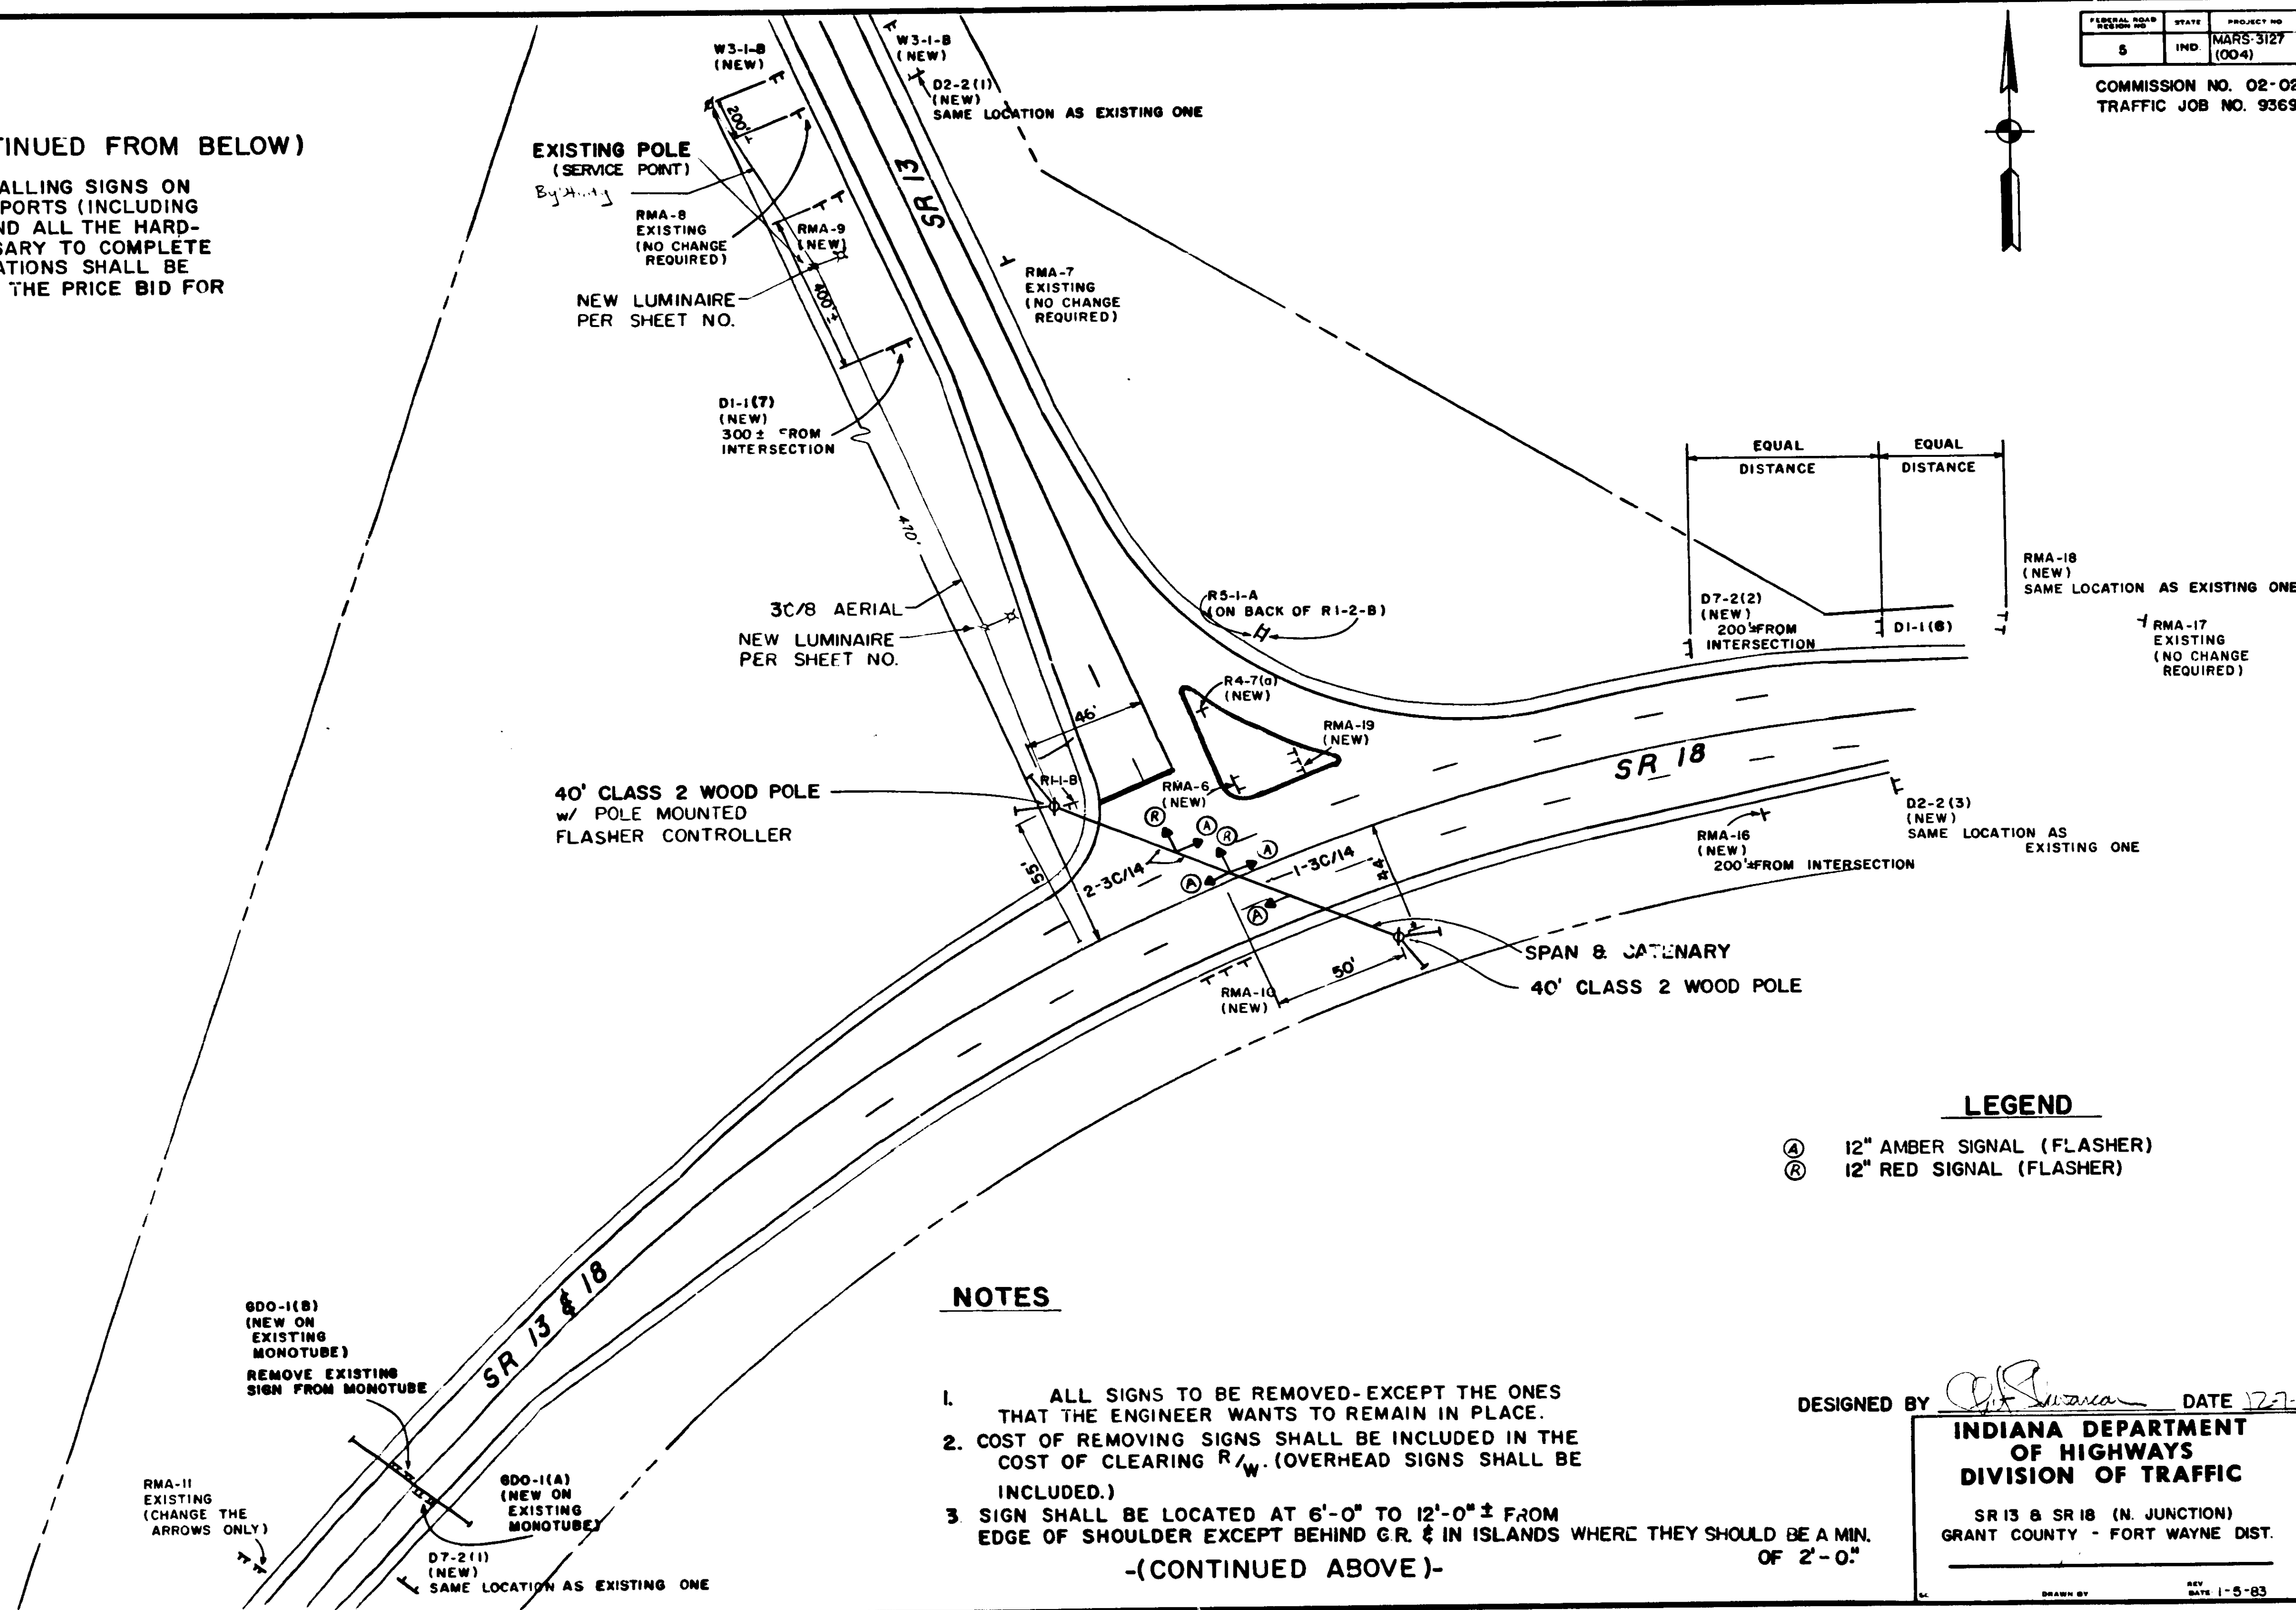 FEDERAL ROAD REGION NO
STATE
PROJECT NO
5
IND.
MARS-3127
(004)
COMMISSION NO. 02-02
TRAFFIC JOB NO. 9369
TINUED FROM BELOW)
ALLING SIGNS ON
PORTS (INCLUDING
ND ALL THE HARD-
SARY TO COMPLETE
ATIONS SHALL BE
THE PRICE BID FOR
W3-1-B
(NEW)
W3-1-B
(NEW)
D2-2(1)
(NEW)
SAME LOCATION AS EXISTING ONE
200'±
EXISTING POLE
(SERVICE POINT)
By
RMA-8
EXISTING
(NO CHANGE
REQUIRED)
RMA-9
(NEW)
SR 13
NEW LUMINAIRE
PER SHEET NO.
400'±
RMA-7
EXISTING
(NO CHANGE
REQUIRED)
D1-1(7)
(NEW)
300± FROM
INTERSECTION
470'
EQUAL
DISTANCE
EQUAL
DISTANCE
RMA-18
(NEW)
SAME LOCATION AS EXISTING ONE
D7-2(2)
(NEW)
200'±FROM
INTERSECTION
D1-1(6)
RMA-17
EXISTING
(NO CHANGE
REQUIRED)
3C/8 AERIAL
NEW LUMINAIRE
PER SHEET NO.
R5-1-A
(ON BACK OF R1-2-B)
R4-7(a)
(NEW)
46'
RMA-19
(NEW)
SR 18
R1-1-B
RMA-6
(NEW)
40' CLASS 2 WOOD POLE
w/ POLE MOUNTED
FLASHER CONTROLLER
R
A
R
A
A
A
2-3C/14
1-3C/14
44'
55'
D2-2(3)
(NEW)
SAME LOCATION AS
EXISTING ONE
RMA-16
(NEW)
200'±FROM INTERSECTION
50'
RMA-10
(NEW)
SPAN & CATENARY
40' CLASS 2 WOOD POLE
LEGEND
A 12" AMBER SIGNAL (FLASHER)
R 12" RED SIGNAL (FLASHER)
SR 13 & 18
GDO-1(B)
(NEW ON
EXISTING
MONOTUBE)
REMOVE EXISTING
SIGN FROM MONOTUBE
RMA-11
EXISTING
(CHANGE THE
ARROWS ONLY)
GDO-1(A)
(NEW ON
EXISTING
MONOTUBE)
D7-2(1)
(NEW)
SAME LOCATION AS EXISTING ONE
NOTES
1. ALL SIGNS TO BE REMOVED-EXCEPT THE ONES
THAT THE ENGINEER WANTS TO REMAIN IN PLACE.
2. COST OF REMOVING SIGNS SHALL BE INCLUDED IN THE
COST OF CLEARING R/W. (OVERHEAD SIGNS SHALL BE
INCLUDED.)
3 SIGN SHALL BE LOCATED AT 6'-0" TO 12'-0"± FROM
EDGE OF SHOULDER EXCEPT BEHIND G.R. & IN ISLANDS WHERE THEY SHOULD BE A MIN.
OF 2'-0."
-(CONTINUED ABOVE)-
DESIGNED BY DATE 12-7-
INDIANA DEPARTMENT
OF HIGHWAYS
DIVISION OF TRAFFIC
SR 13 & SR 18 (N. JUNCTION)
GRANT COUNTY - FORT WAYNE DIST.
DRAWN BY
REV DATE 1-5-83